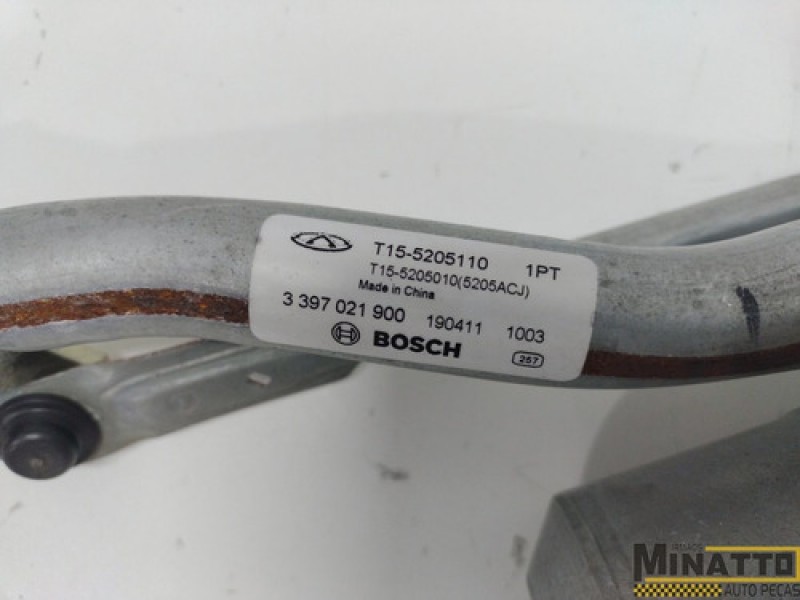 T15-5205110 1PT
T15-5205010(5205ACJ)
Made in China
3 397 021 900 190411 1003
BOSCH
257
IRMÃOS
MINATTO
AUTO PEÇAS